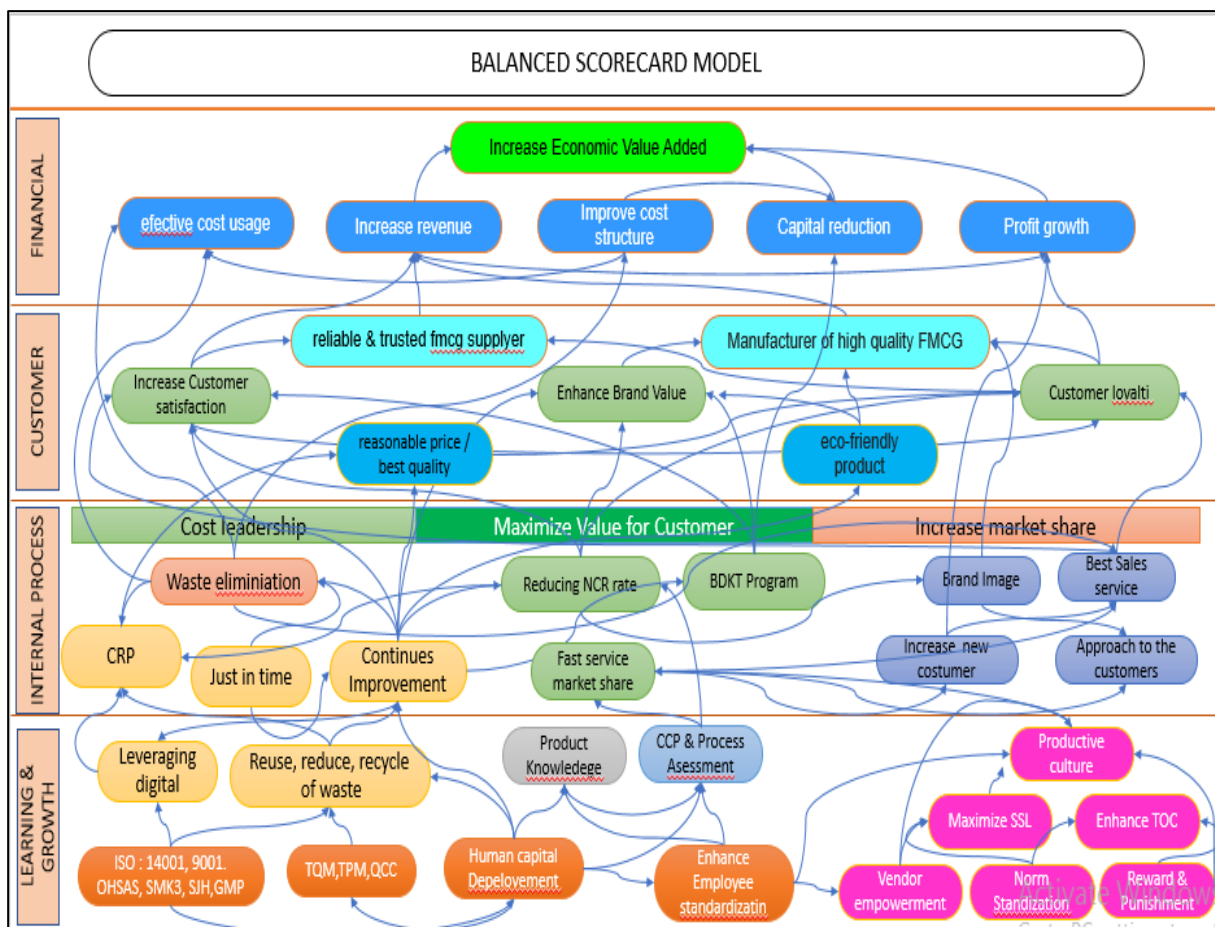 BALANCED SCORECARD MODEL
FINANCIAL
Increase Economic Value Added
efective cost usage
Increase revenue
Improve cost
structure
Capital reduction
Profit growth
CUSTOMER
reliable & trusted fmcg supplyer
Manufacturer of high quality FMCG
Increase Customer
satisfaction
Enhance Brand Value
Customer lovalti
reasonable price /
best quality
eco-friendly
product
INTERNAL PROCESS
Cost leadership
Maximize Value for Customer
Increase market share
Waste eliminiation
Reducing NCR rate
BDKT Program
Brand Image
Best Sales
service
CRP
Just in time
Continues
Improvement
Fast service
market share
Increase new
costumer
Approach to the
customers
LEARNING &
GROWTH
Leveraging
digital
Reuse, reduce, recycle
of waste
Product
Knowledege
CCP & Process
Asessment
Productive
culture
Maximize SSL
Enhance TOC
ISO : 14001, 9001.
OHSAS, SMK3, SJH,GMP
TQM,TPM,QCC
Human capital
Depelovement
Enhance
Employee
standardizatin
Vendor
empowerment
Norm
Standization
Reward &
Punishment
Activate Windows